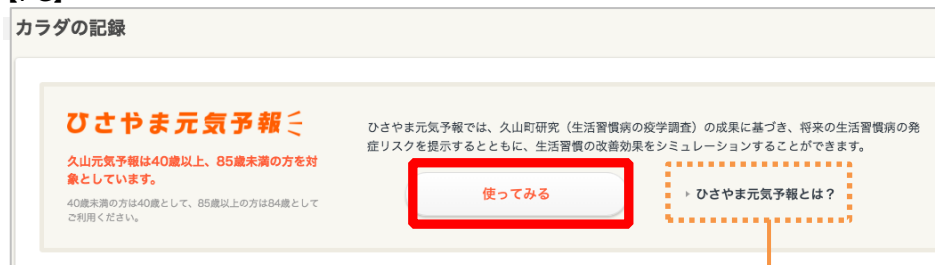 カラダの記録
ひさやま元気予報
ひさやま元気予報では、久山町研究（生活習慣病の疫学調査）の成果に基づき、将来の生活習慣病の発
症リスクを提示するとともに、生活習慣の改善効果をシミュレーションすることができます。
久山元気予報は40歳以上、85歳未満の方を対
象としています。
40歳未満の方は40歳として、85歳以上の方は84歳として
ご利用ください。
使ってみる
ひさやま元気予報とは？